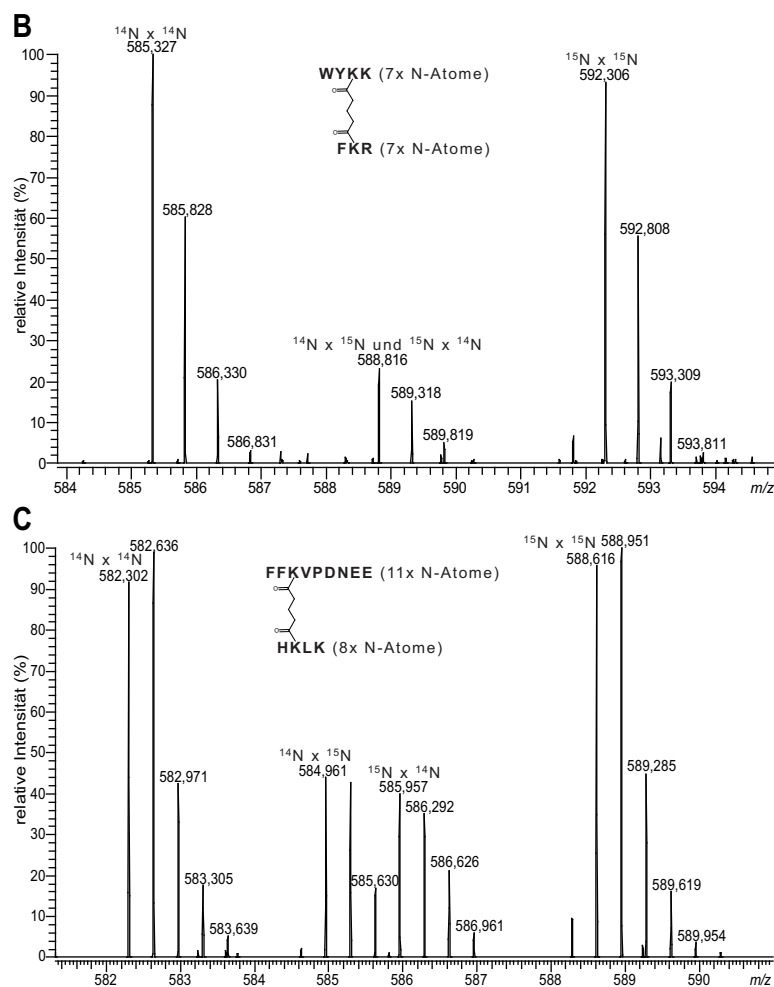 B
¹⁴N x ¹⁴N
585,327
¹⁵N x ¹⁵N
592,306
WYKK (7x N-Atome)
O
O
FKR (7x N-Atome)
585,828
592,808
¹⁴N x ¹⁵N und ¹⁵N x ¹⁴N
588,816
586,330
589,318
593,309
586,831
589,819
593,811
relative Intensität (%)
100
90
80
70
60
50
40
30
20
10
0
584 585 586 587 588 589 590 591 592 593 594 m/z
C
¹⁴N x ¹⁴N
582,636
582,302
¹⁵N x ¹⁵N
588,951
588,616
FFKVPDNEE (11x N-Atome)
O
O
HKLK (8x N-Atome)
582,971
¹⁴N x ¹⁵N
584,961
¹⁵N x ¹⁴N
585,957
589,285
586,292
583,305
585,630
586,626
589,619
583,639
586,961
589,954
relative Intensität (%)
100
90
80
70
60
50
40
30
20
10
0
582 583 584 585 586 587 588 589 590 m/z